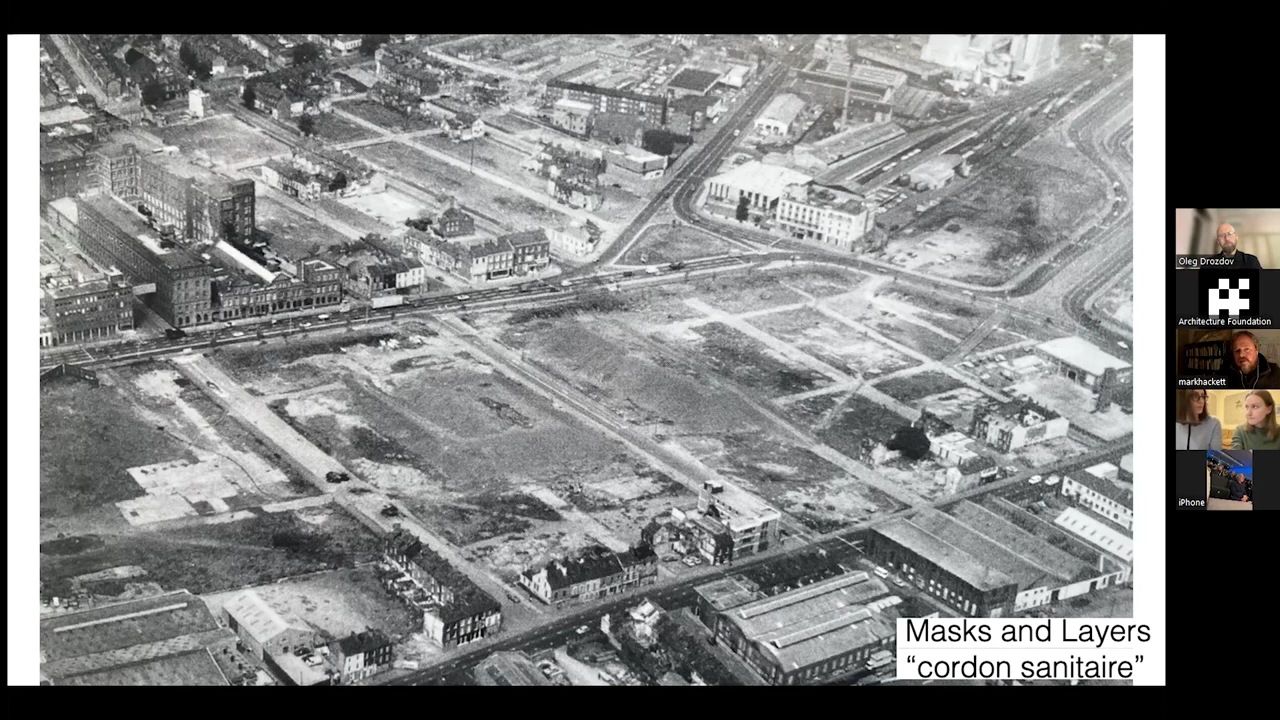 Masks and Layers
“cordon sanitaire”
Oleg Drozdov
Architecture Foundation
markhackett
iPhone